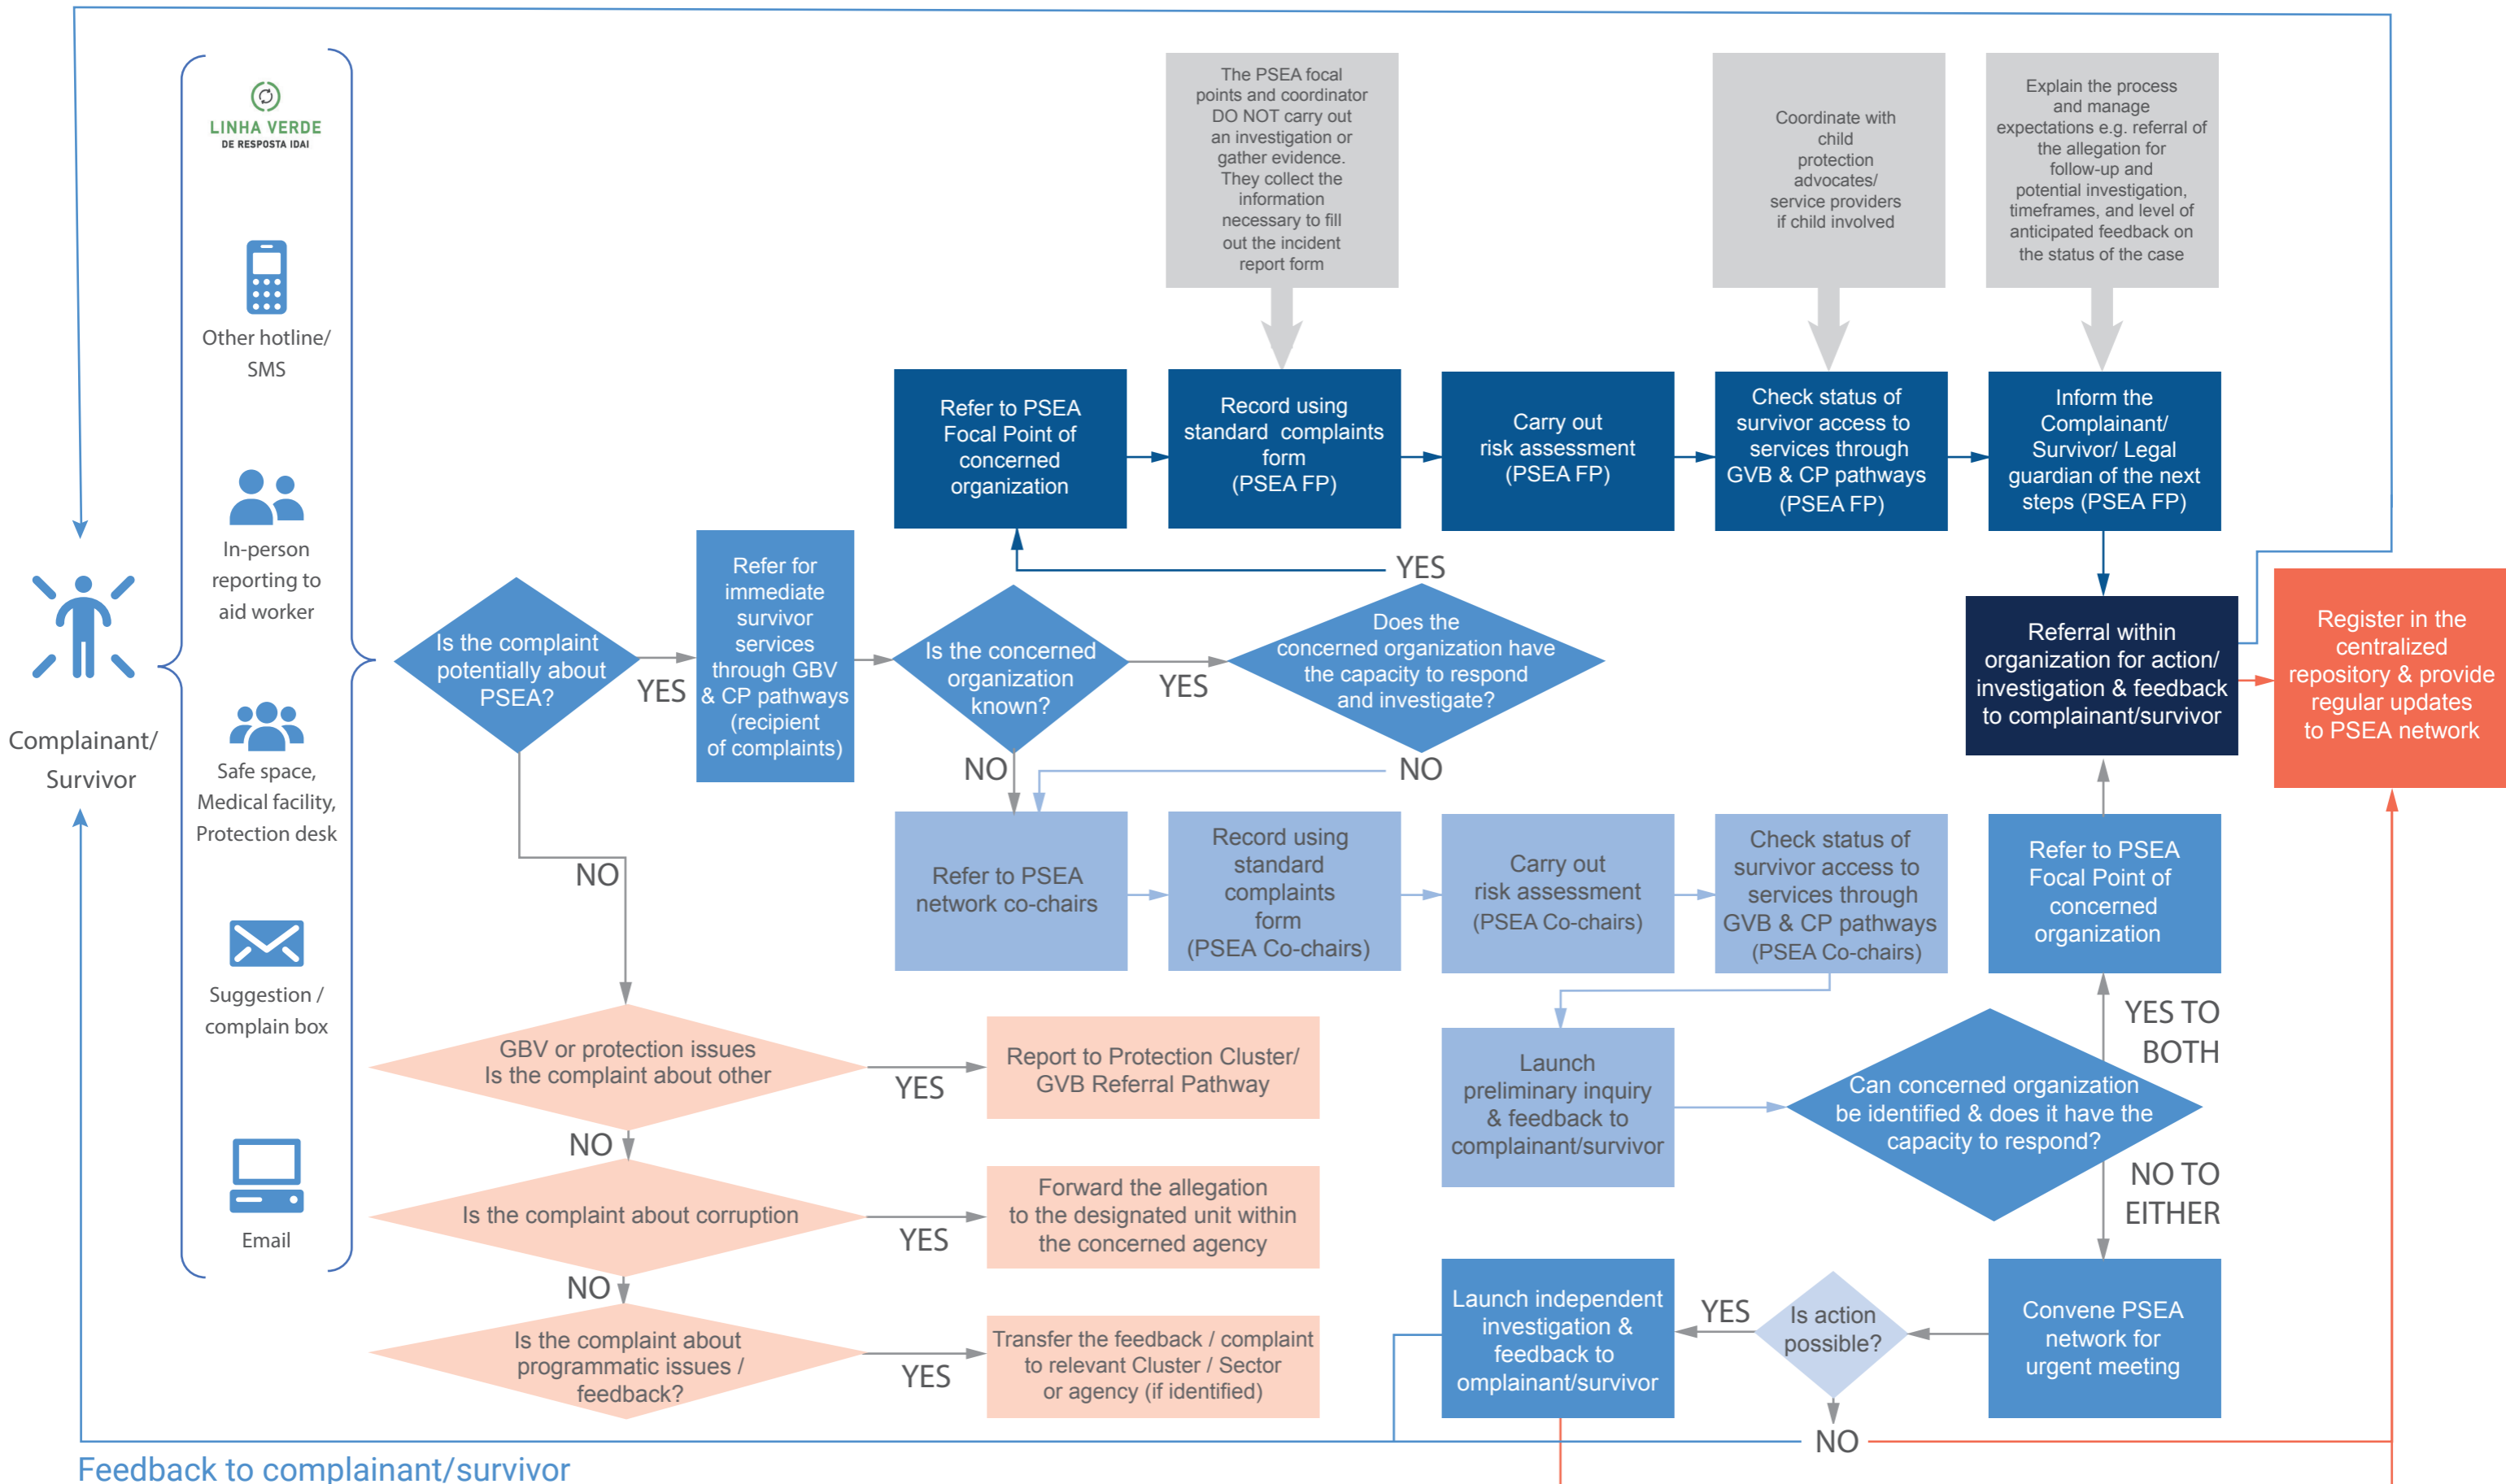 LINHA VERDE
DE RESPOSTA IDAI
Other hotline/
SMS
In-person
reporting to
aid worker
Safe space,
Medical facility,
Protection desk
Suggestion /
complain box
Email
Complainant/
Survivor
The PSEA focal
points and coordinator
DO NOT carry out
an investigation or
gather evidence.
They collect the
information
necessary to fill
out the incident
report form
Coordinate with
child
protection
advocates/
service providers
if child involved
Explain the process
and manage
expectations e.g. referral of
the allegation for
follow-up and
potential investigation,
timeframes, and level of
anticipated feedback on
the status of the case
Refer to PSEA
Focal Point of
concerned
organization
Record using
standard complaints
form
(PSEA FP)
Carry out
risk assessment
(PSEA FP)
Check status of
survivor access to
services through
GVB & CP pathways
(PSEA FP)
Inform the
Complainant/
Survivor/ Legal
guardian of the next
steps (PSEA FP)
Is the complaint
potentially about
PSEA?
YES
Refer for
immediate
survivor
services
through GBV
& CP pathways
(recipient
of complaints)
Is the concerned
organization
known?
YES
YES
Does the
concerned organization have
the capacity to respond
and investigate?
NO
NO
Referral within
organization for action/
investigation & feedback
to complainant/survivor
Register in the
centralized
repository & provide
regular updates
to PSEA network
NO
Refer to PSEA
network co-chairs
Record using
standard
complaints
form
(PSEA Co-chairs)
Carry out
risk assessment
(PSEA Co-chairs)
Check status of
survivor access to
services through
GVB & CP pathways
(PSEA Co-chairs)
Refer to PSEA
Focal Point of
concerned
organization
YES TO
BOTH
Launch
preliminary inquiry
& feedback to
complainant/survivor
Can concerned organization
be identified & does it have the
capacity to respond?
NO TO
EITHER
GBV or protection issues
Is the complaint about other
YES
Report to Protection Cluster/
GVB Referral Pathway
NO
Is the complaint about corruption
YES
Forward the allegation
to the designated unit within
the concerned agency
NO
Is the complaint about
programmatic issues /
feedback?
YES
Transfer the feedback / complaint
to relevant Cluster / Sector
or agency (if identified)
Launch independent
investigation &
feedback to
omplainant/survivor
YES
Is action
possible?
Convene PSEA
network for
urgent meeting
NO
Feedback to complainant/survivor